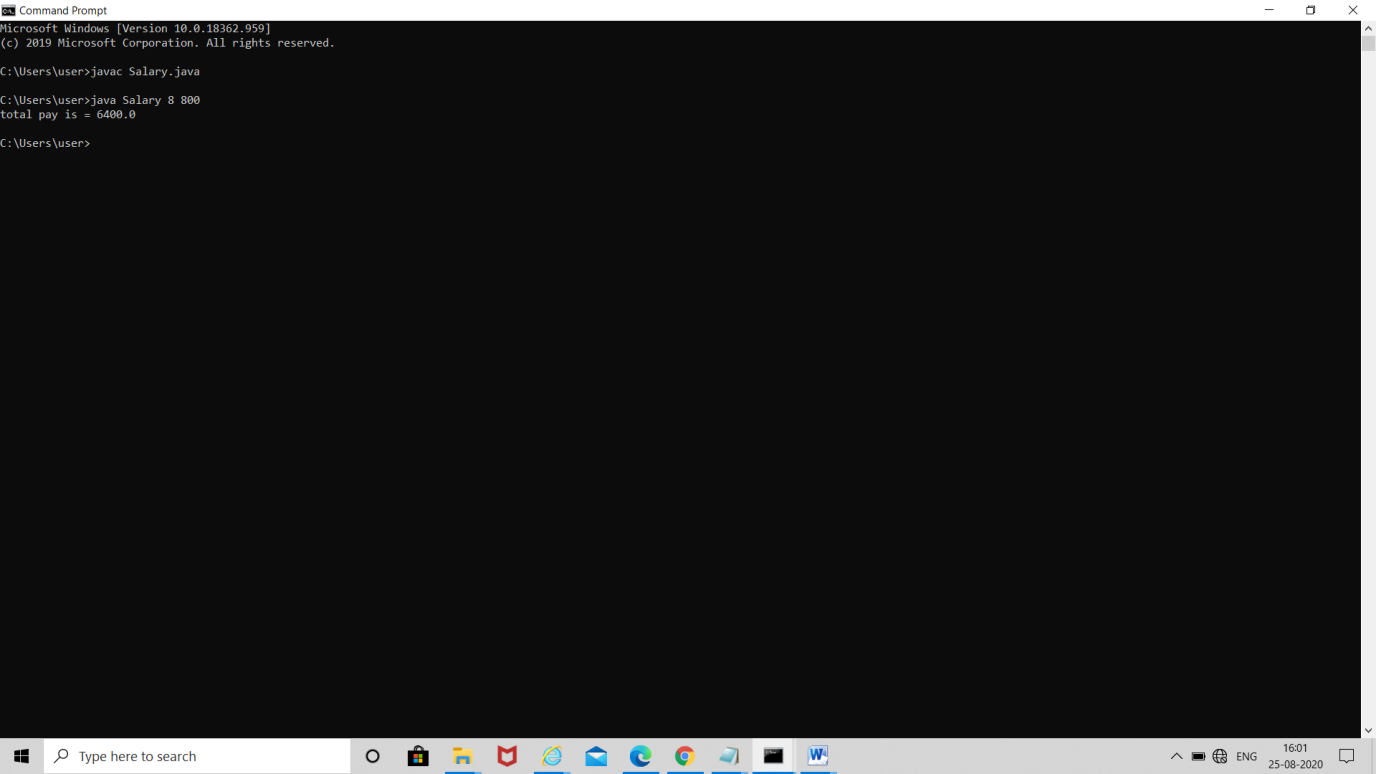 Command Prompt
Microsoft Windows [Version 10.0.18362.959]
(c) 2019 Microsoft Corporation. All rights reserved.
C:\Users\user>javac Salary.java
C:\Users\user>java Salary 8 800
total pay is = 6400.0
C:\Users\user>
Type here to search
ENG
16:01
25-08-2020